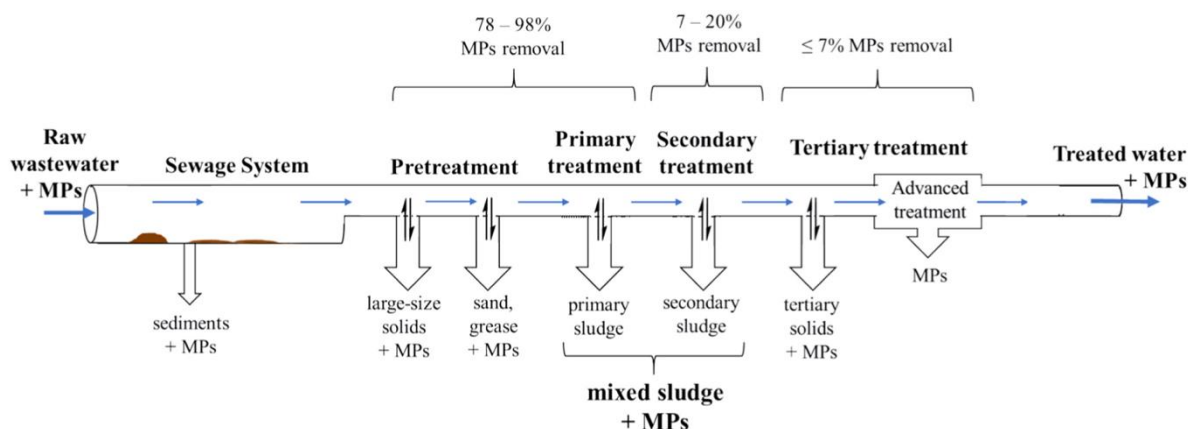 78 – 98%
MPs removal
7 – 20%
MPs removal
≤ 7% MPs removal
Raw
wastewater
+ MPs
Sewage System
Pretreatment
Primary
treatment
Secondary
treatment
Tertiary treatment
Advanced
treatment
Treated water
+ MPs
sediments
+ MPs
large-size
solids
+ MPs
sand,
grease
+ MPs
primary
sludge
secondary
sludge
tertiary
solids
+ MPs
MPs
mixed sludge
+ MPs